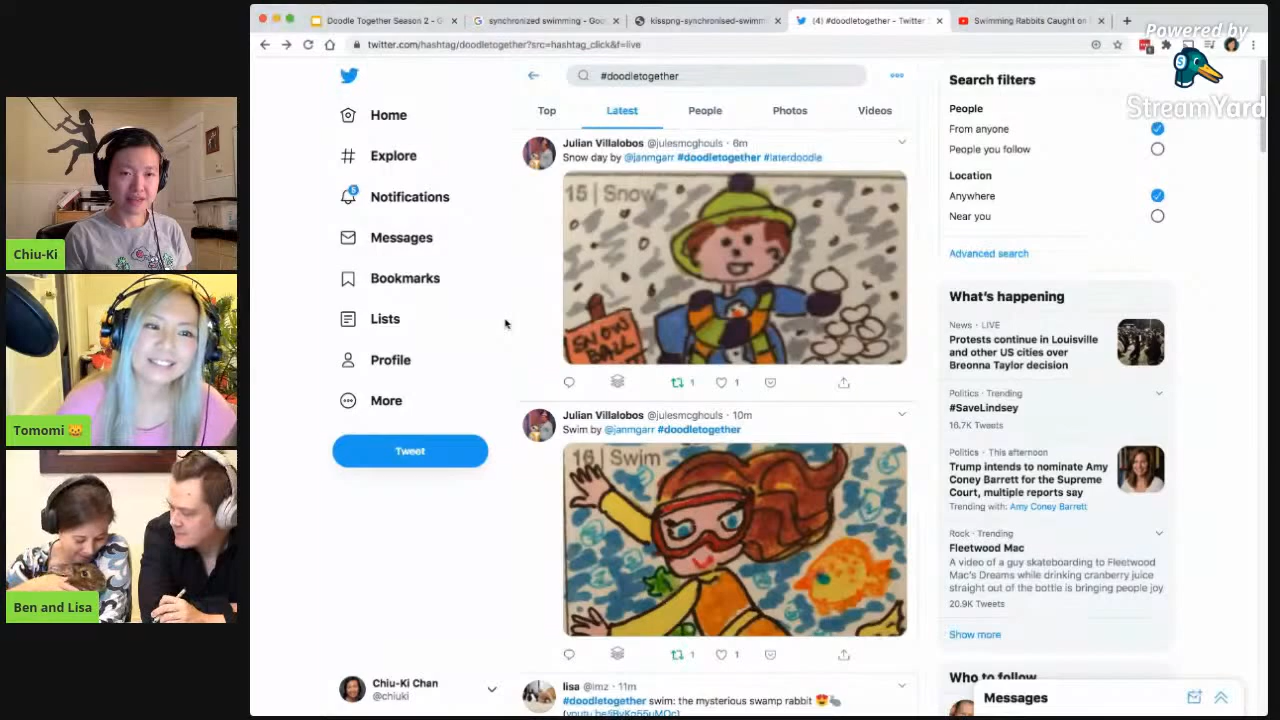 Doodle Together Season 2 - G
synchronized swimming - Goo
kisspng-synchronised-swimm
(4) #doodletogether - Twitter
Swimming Rabbits Caught on
twitter.com/hashtag/doodletogether?src=hashtag_click&f=live
Powered by
StreamYard
#doodletogether
Top
Latest
People
Photos
Videos
Home
Explore
5
Notifications
Messages
Bookmarks
Lists
Profile
More
Tweet
Chiu-Ki Chan
@chiuki
Julian Villalobos @julesmcghouls · 6m
Snow day by @janmgarr #doodletogether #laterdoodle
15 | Snow
SNOW
BALL
1
1
Julian Villalobos @julesmcghouls · 10m
Swim by @janmgarr #doodletogether
16 | Swim
1
1
lisa @lmz · 11m
#doodletogether swim: the mysterious swamp rabbit 😍🐇
Search filters
People
From anyone
People you follow
Location
Anywhere
Near you
Advanced search
What's happening
News · LIVE
Protests continue in Louisville
and other US cities over
Breonna Taylor decision
Politics · Trending
#SaveLindsey
16.7K Tweets
Politics · This afternoon
Trump intends to nominate Amy
Coney Barrett for the Supreme
Court, multiple reports say
Trending with: Amy Coney Barrett
Rock · Trending
Fleetwood Mac
A video of a guy skateboarding to Fleetwood
Mac's Dreams while drinking cranberry juice
straight out of the bottle is bringing people joy
20.9K Tweets
Show more
Who to follow
Messages
Chiu-Ki
Tomomi 🐱
Ben and Lisa